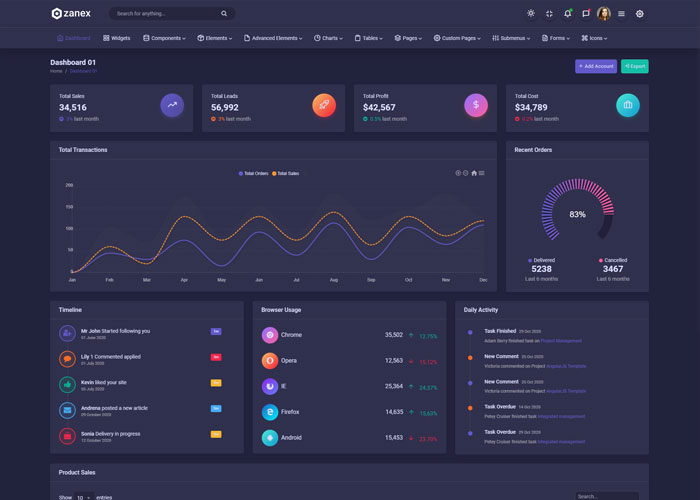 zanex
Search for anything...
Dashboard Widgets Components Elements Advanced Elements Charts Tables Pages Custom Pages Submenus Forms Icons
Dashboard 01
Home / Dashboard 01
+ Add Account Export
Total Sales
34,516
3% last month
Total Leads
56,992
3% last month
Total Profit
$42,567
0.5% last month
Total Cost
$34,789
0.2% last month
Total Transactions
Total Orders Total Sales
200
150
100
50
0
Jan Feb Mar Apr May Jun Jul Aug Sep Oct Nov Dec
Recent Orders
83%
Delivered
5238
Last 6 months
Cancelled
3467
Last 6 months
Timeline
Mr John Started following you
01 June 2020
Lily 1 Commented applied
01 July 2020
Kevin liked your site
05 July 2020
Andrena posted a new article
09 October 2020
Sonia Delivery in progress
12 October 2020
Browser Usage
Chrome 35,502 12.75%
Opera 12,563 15.12%
IE 25,364 24.37%
Firefox 14,635 15.63%
Android 15,453 23.70%
Daily Activity
Task Finished 29 Oct 2020
Adam Berry finished task on Project Management
New Comment 25 Oct 2020
Victoria commented on Project AngularJS Template
New Comment 25 Oct 2020
Victoria commented on Project AngularJS Template
Task Overdue 14 Oct 2020
Petey Cruiser finished task Integrated management
Task Overdue 29 Oct 2020
Petey Cruiser finished task Integrated management
Product Sales
Show 10 entries
Search...